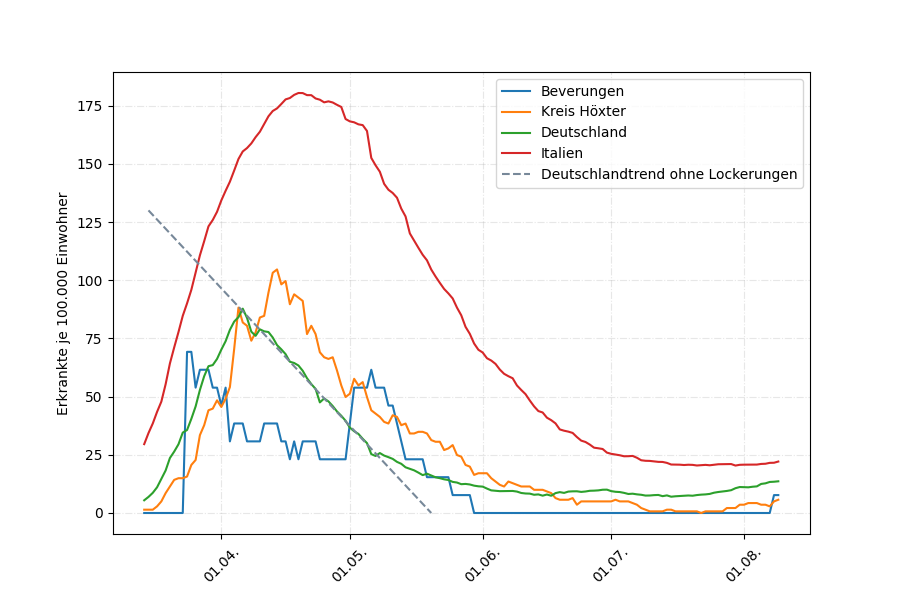 Beverungen
Kreis Höxter
Deutschland
Italien
Deutschlandtrend ohne Lockerungen
Erkrankte je 100.000 Einwohner
175
150
125
100
75
50
25
0
01.04.
01.05.
01.06.
01.07.
01.08.